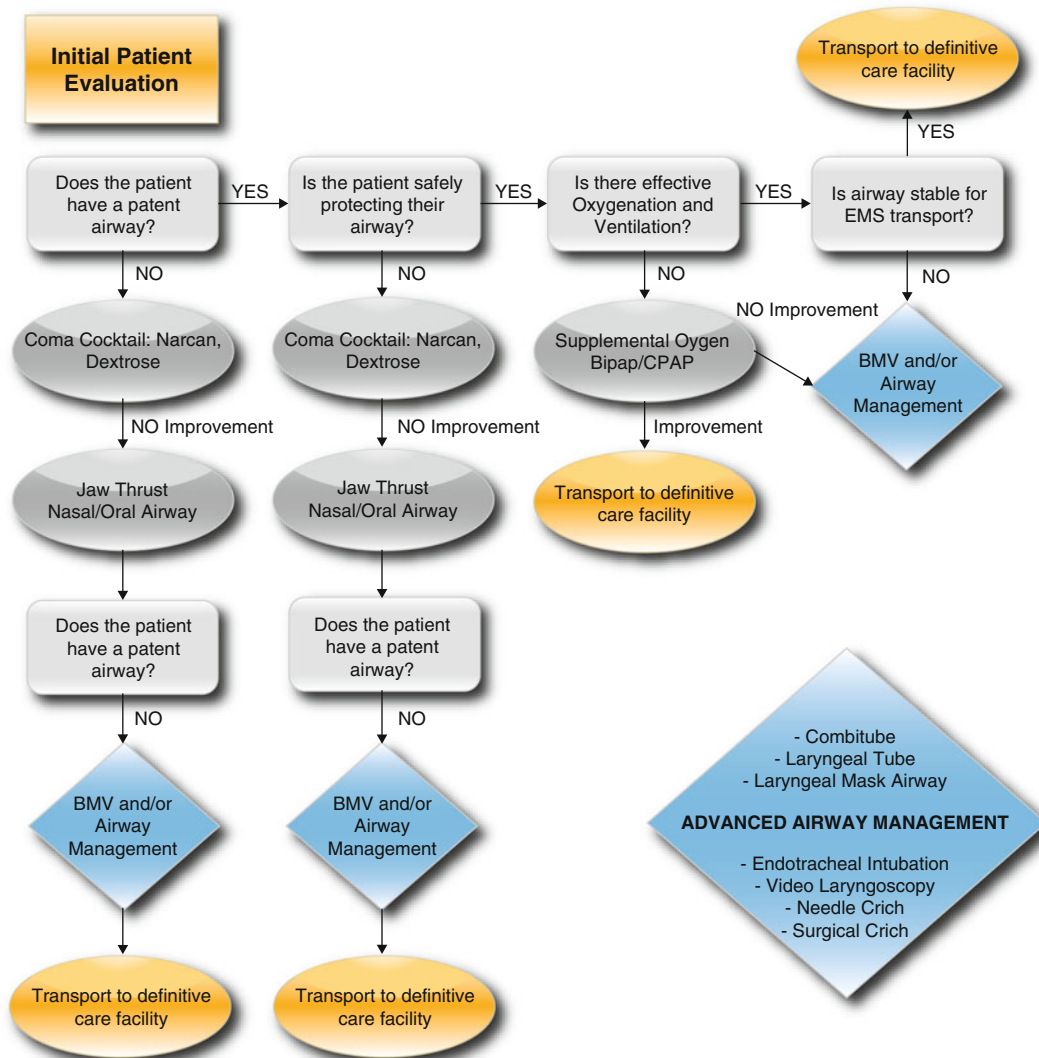 Initial Patient
Evaluation
Transport to definitive
care facility
YES
Does the patient
have a patent
airway?
YES
Is the patient safely
protecting their
airway?
YES
Is there effective
Oxygenation and
Ventilation?
YES
Is airway stable for
EMS transport?
NO
NO
NO
NO
Coma Cocktail: Narcan,
Dextrose
Coma Cocktail: Narcan,
Dextrose
Supplemental Oygen
Bipap/CPAP
NO Improvement
BMV and/or
Airway
Management
NO Improvement
NO Improvement
Improvement
Jaw Thrust
Nasal/Oral Airway
Jaw Thrust
Nasal/Oral Airway
Transport to definitive
care facility
Does the patient
have a patent
airway?
Does the patient
have a patent
airway?
NO
NO
BMV and/or
Airway
Management
BMV and/or
Airway
Management
Transport to definitive
care facility
Transport to definitive
care facility
- Combitube
- Laryngeal Tube
- Laryngeal Mask Airway
ADVANCED AIRWAY MANAGEMENT
- Endotracheal Intubation
- Video Laryngoscopy
- Needle Crich
- Surgical Crich